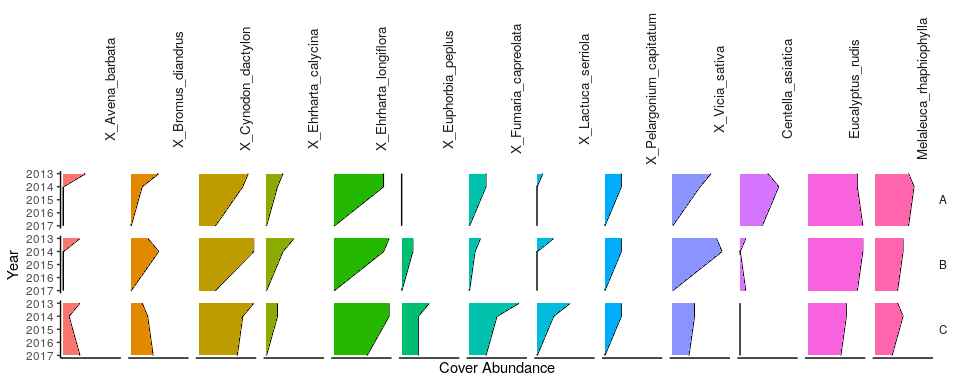 X_Avena_barbata
X_Bromus_diandrus
X_Cynodon_dactylon
X_Ehrharta_calycina
X_Ehrharta_longiflora
X_Euphorbia_peplus
X_Fumaria_capreolata
X_Lactuca_serriola
X_Pelargonium_capitatum
X_Vicia_sativa
Centella_asiatica
Eucalyptus_rudis
Melaleuca_rhaphiophylla
2013
2014
2015
2016
2017
A
2013
2014
2015
2016
2017
B
2013
2014
2015
2016
2017
C
Year
Cover Abundance